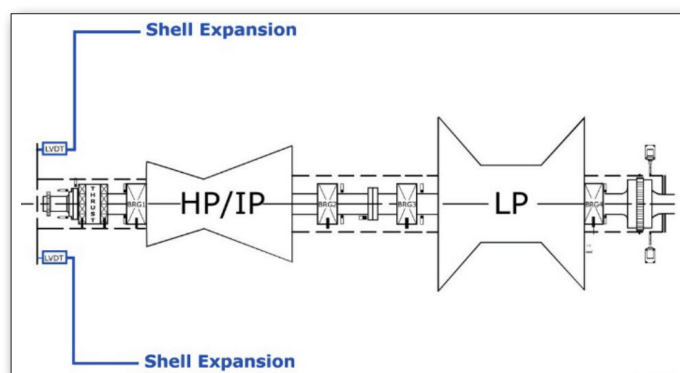 Shell Expansion
LVDT
THRUST
BRG1
HP/IP
BRG2
BRG3
LP
BRG4
LVDT
Shell Expansion